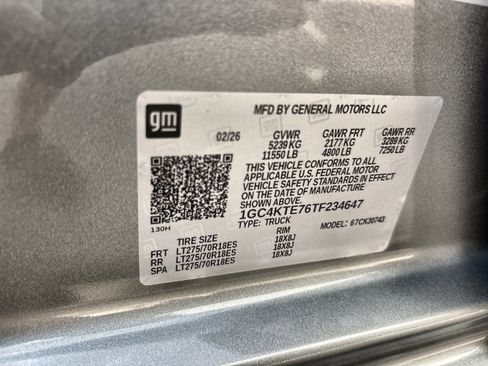 gm
MFD BY GENERAL MOTORS LLC
02/26 GVWR GAWR FRT GAWR RR
5239 KG 2177 KG 3289 KG
11550 LB 4800 LB 7250 LB
THIS VEHICLE CONFORMS TO ALL
APPLICABLE U.S. FEDERAL MOTOR
VEHICLE SAFETY STANDARDS IN EFFECT
ON THE DATE OF MANUFACTURE
SHOWN ABOVE.
1GC4KTE76TF234647
TYPE: TRUCK MODEL: 67CK30743
130H
TIRE SIZE RIM
FRT LT275/70R18ES 18X8J
RR LT275/70R18ES 18X8J
SPA LT275/70R18ES 18X8J